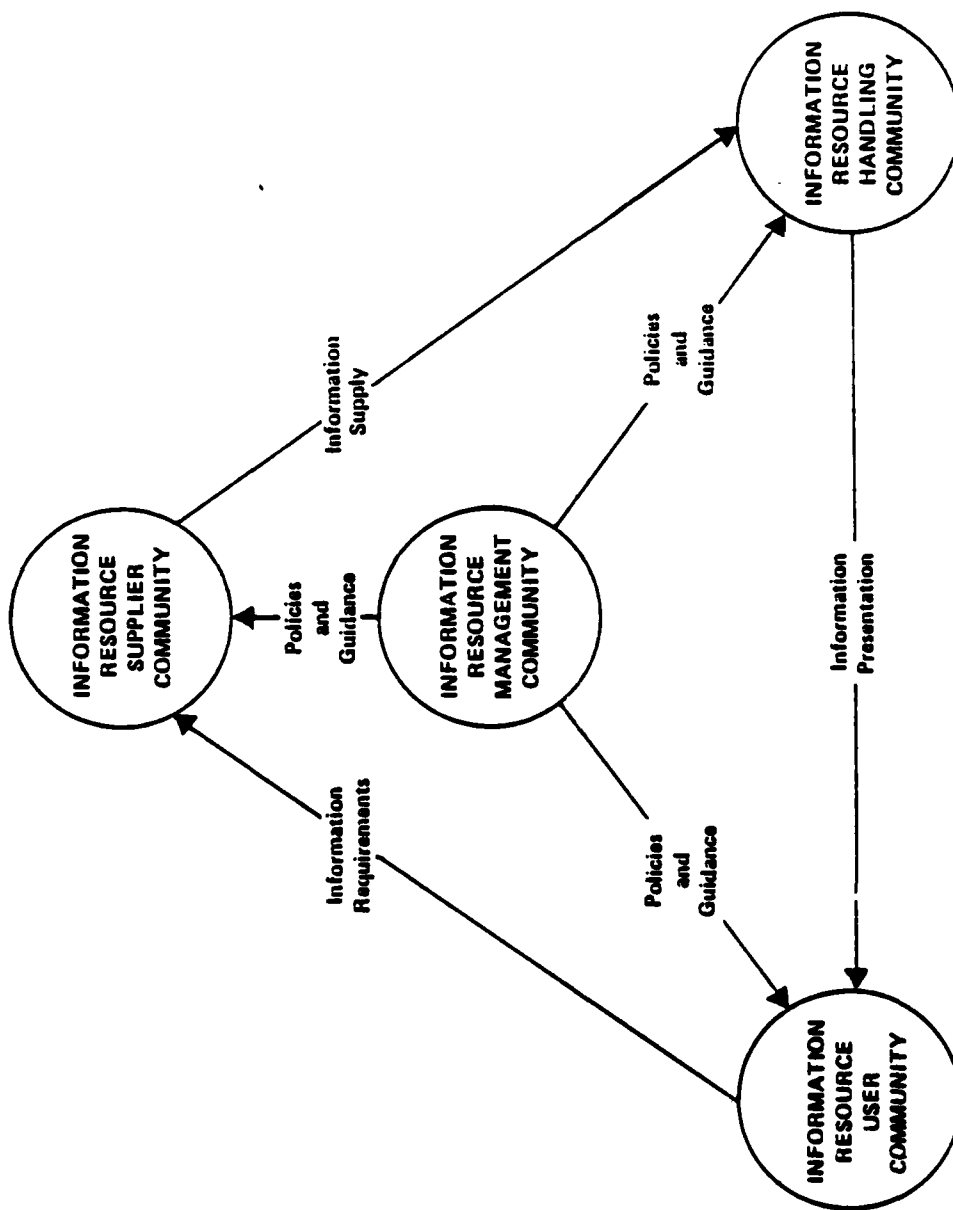 INFORMATION
RESOURCE
SUPPLIER
COMMUNITY
Information
Requirements
Policies
and
Guidance
Information
Supply
INFORMATION
RESOURCE
MANAGEMENT
COMMUNITY
Policies
and
Guidance
Policies
and
Guidance
INFORMATION
RESOURCE
USER
COMMUNITY
Information
Presentation
INFORMATION
RESOURCE
HANDLING
COMMUNITY